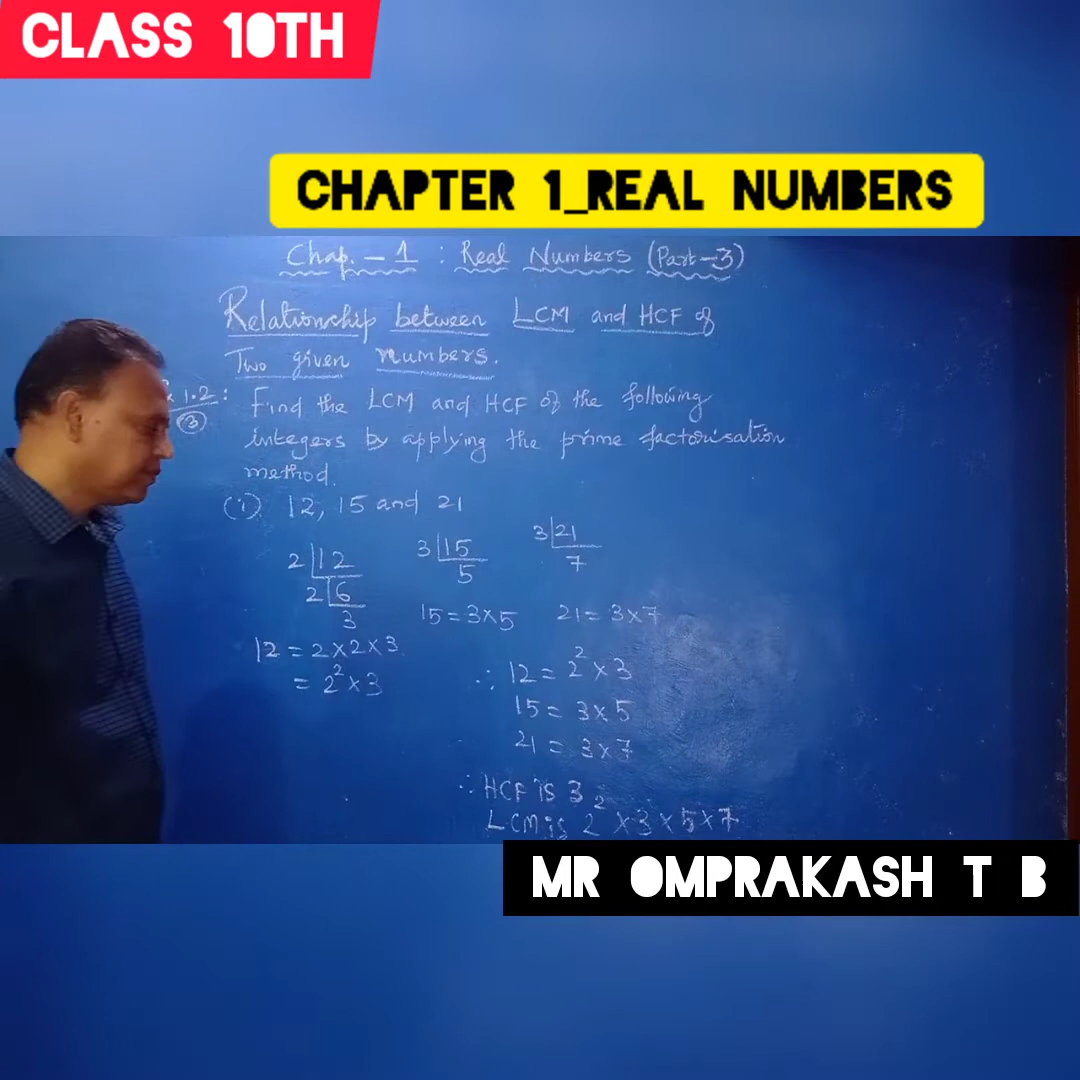 CLASS 10TH
CHAPTER 1_REAL NUMBERS
Chap. - 1 : Real Numbers (Part-3)
Relationship between LCM and HCF of
Two given numbers.
1.2 : Find the LCM and HCF of the following
(3) integers by applying the prime factorisation
method.
(i) 12, 15 and 21
2 | 12
2 | 6
3
3 | 15
5
3 | 21
7
12 = 2 × 2 × 3
= 2² × 3
15 = 3 × 5
21 = 3 × 7
∴ 12 = 2² × 3
15 = 3 × 5
21 = 3 × 7
∴ HCF is 3
LCM is 2² × 3 × 5 × 7
MR OMPRAKASH T B